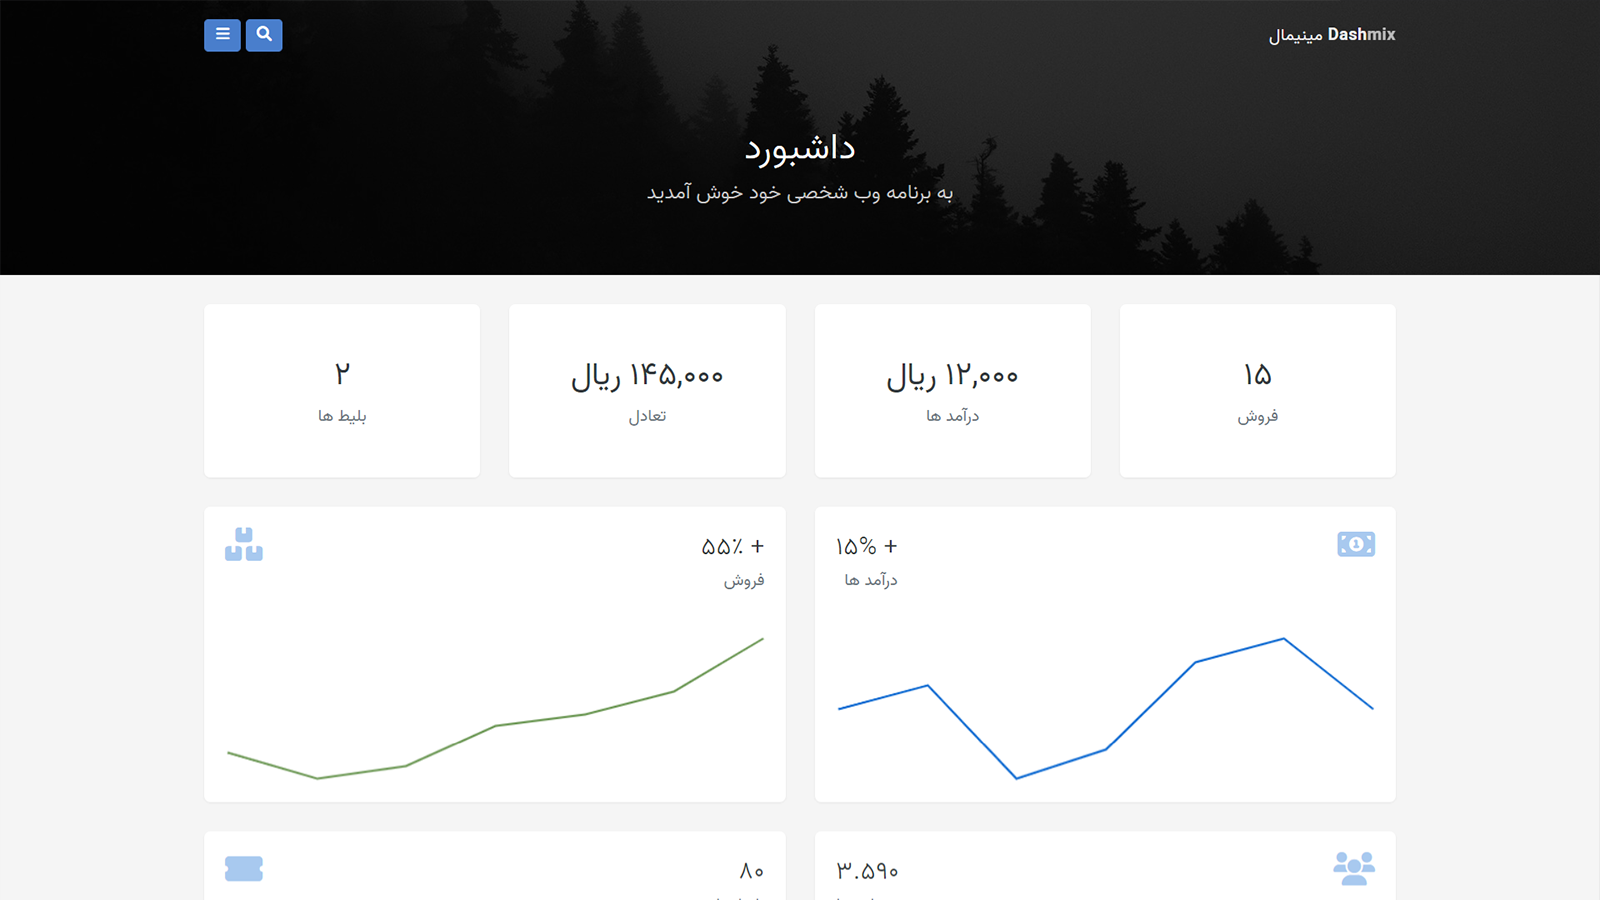 Dashmix مینیمال
داشبورد
به برنامه وب شخصی خود خوش آمدید
۱۵
فروش
۱۲,۰۰۰ ریال
درآمد ها
۱۴۵,۰۰۰ ریال
تعادل
۲
بلیط ها
+ ۱۵%
درآمد ها
+ ۵۵٪
فروش
۳.۵۹۰
۸۰